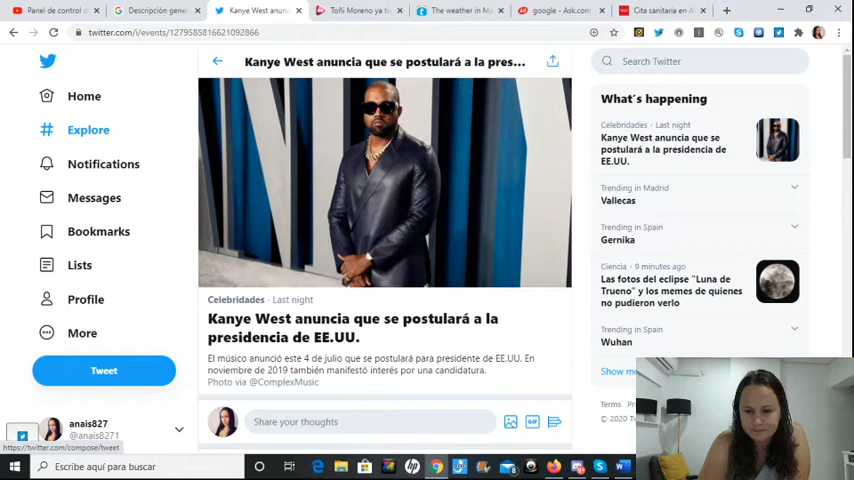 Panel de control d
Descripción gener
Kanye West anunc
Toñi Moreno ya ti
The weather in Ma
google - Ask.com
Cita sanitaria en A
twitter.com/i/events/1279585816621092866
Home
Explore
Notifications
Messages
Bookmarks
Lists
Profile
More
Tweet
anais827
@anais8271
https://twitter.com/compose/tweet
Kanye West anuncia que se postulará a la pres...
Celebridades · Last night
Kanye West anuncia que se postulará a la
presidencia de EE.UU.
El músico anunció este 4 de julio que se postulará para presidente de EE.UU. En
noviembre de 2019 también manifestó interés por una candidatura.
Photo via @ComplexMusic
Share your thoughts
GIF
Search Twitter
What's happening
Celebridades · Last night
Kanye West anuncia que se
postulará a la presidencia de
EE.UU.
Trending in Madrid
Vallecas
Trending in Spain
Gernika
Ciencia · 9 minutes ago
Las fotos del eclipse "Luna de
Trueno" y los memes de quienes
no pudieron verlo
Trending in Spain
Wuhan
Show
Terms
© 2020
Escribe aquí para buscar